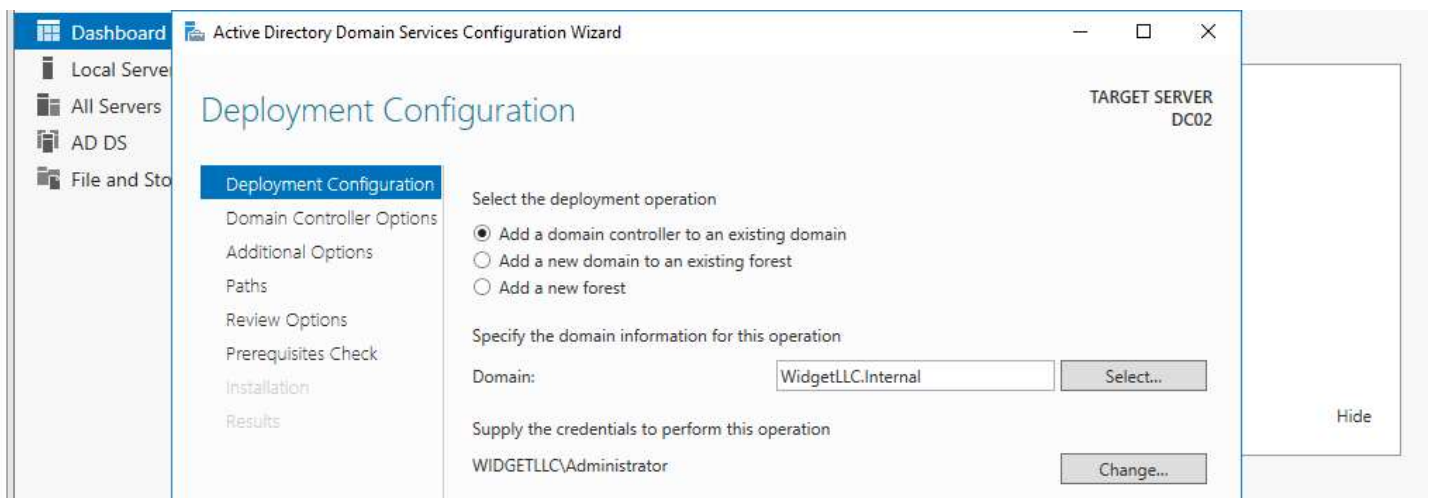 Dashboard
Local Server
All Servers
AD DS
File and Sto
Active Directory Domain Services Configuration Wizard
Deployment Configuration
TARGET SERVER
DC02
Deployment Configuration
Domain Controller Options
Additional Options
Paths
Review Options
Prerequisites Check
Installation
Results
Select the deployment operation
Add a domain controller to an existing domain
Add a new domain to an existing forest
Add a new forest
Specify the domain information for this operation
Domain: WidgetLLC.Internal Select...
Supply the credentials to perform this operation
WIDGETLLC\Administrator Change...
Hide